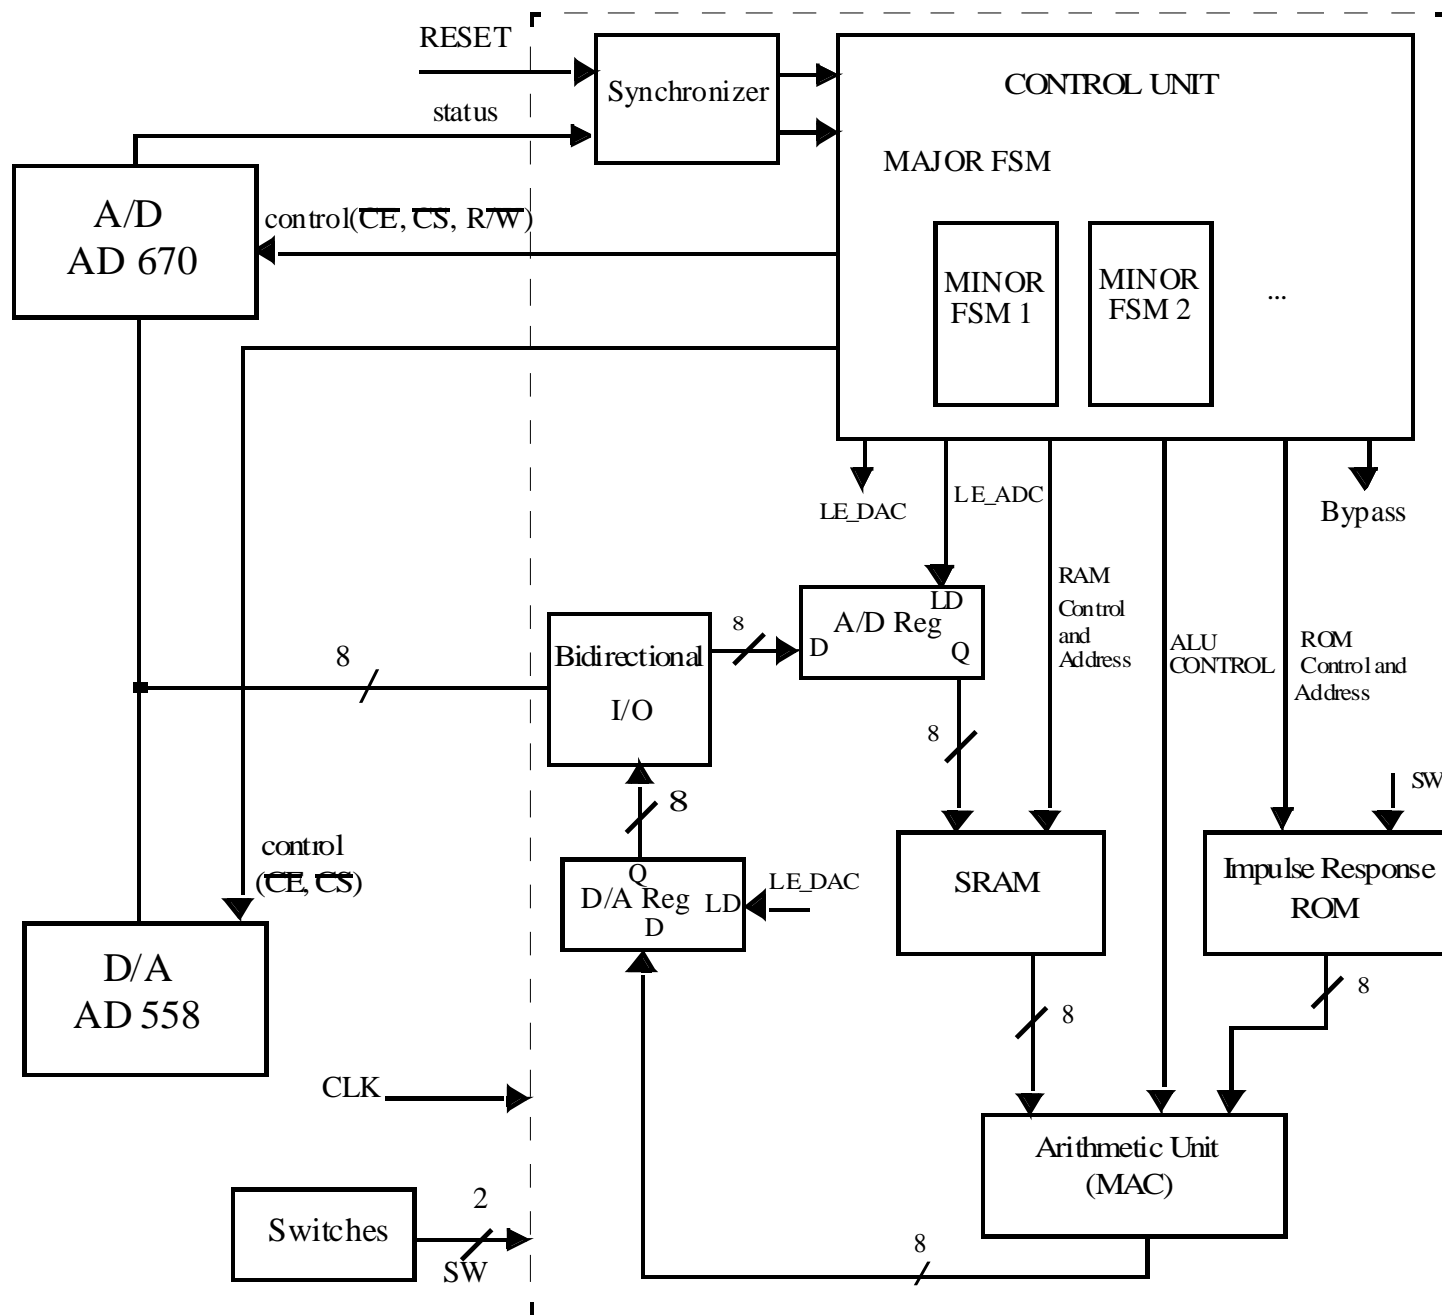 RESET
status
Synchronizer
CONTROL UNIT
MAJOR FSM
MINOR
FSM 1
MINOR
FSM 2
...
A/D
AD 670
control(CE, CS, R/W)
LE_DAC
LE_ADC
Bypass
RAM
Control
and
Address
ALU
CONTROL
ROM
Control and
Address
8
Bidirectional
I/O
8
A/D Reg
LD
D
Q
8
SW
8
control
(CE, CS)
Q
D/A Reg
LD
D
LE_DAC
SRAM
Impulse Response
ROM
D/A
AD 558
8
8
CLK
Arithmetic Unit
(MAC)
Switches
2
SW
8